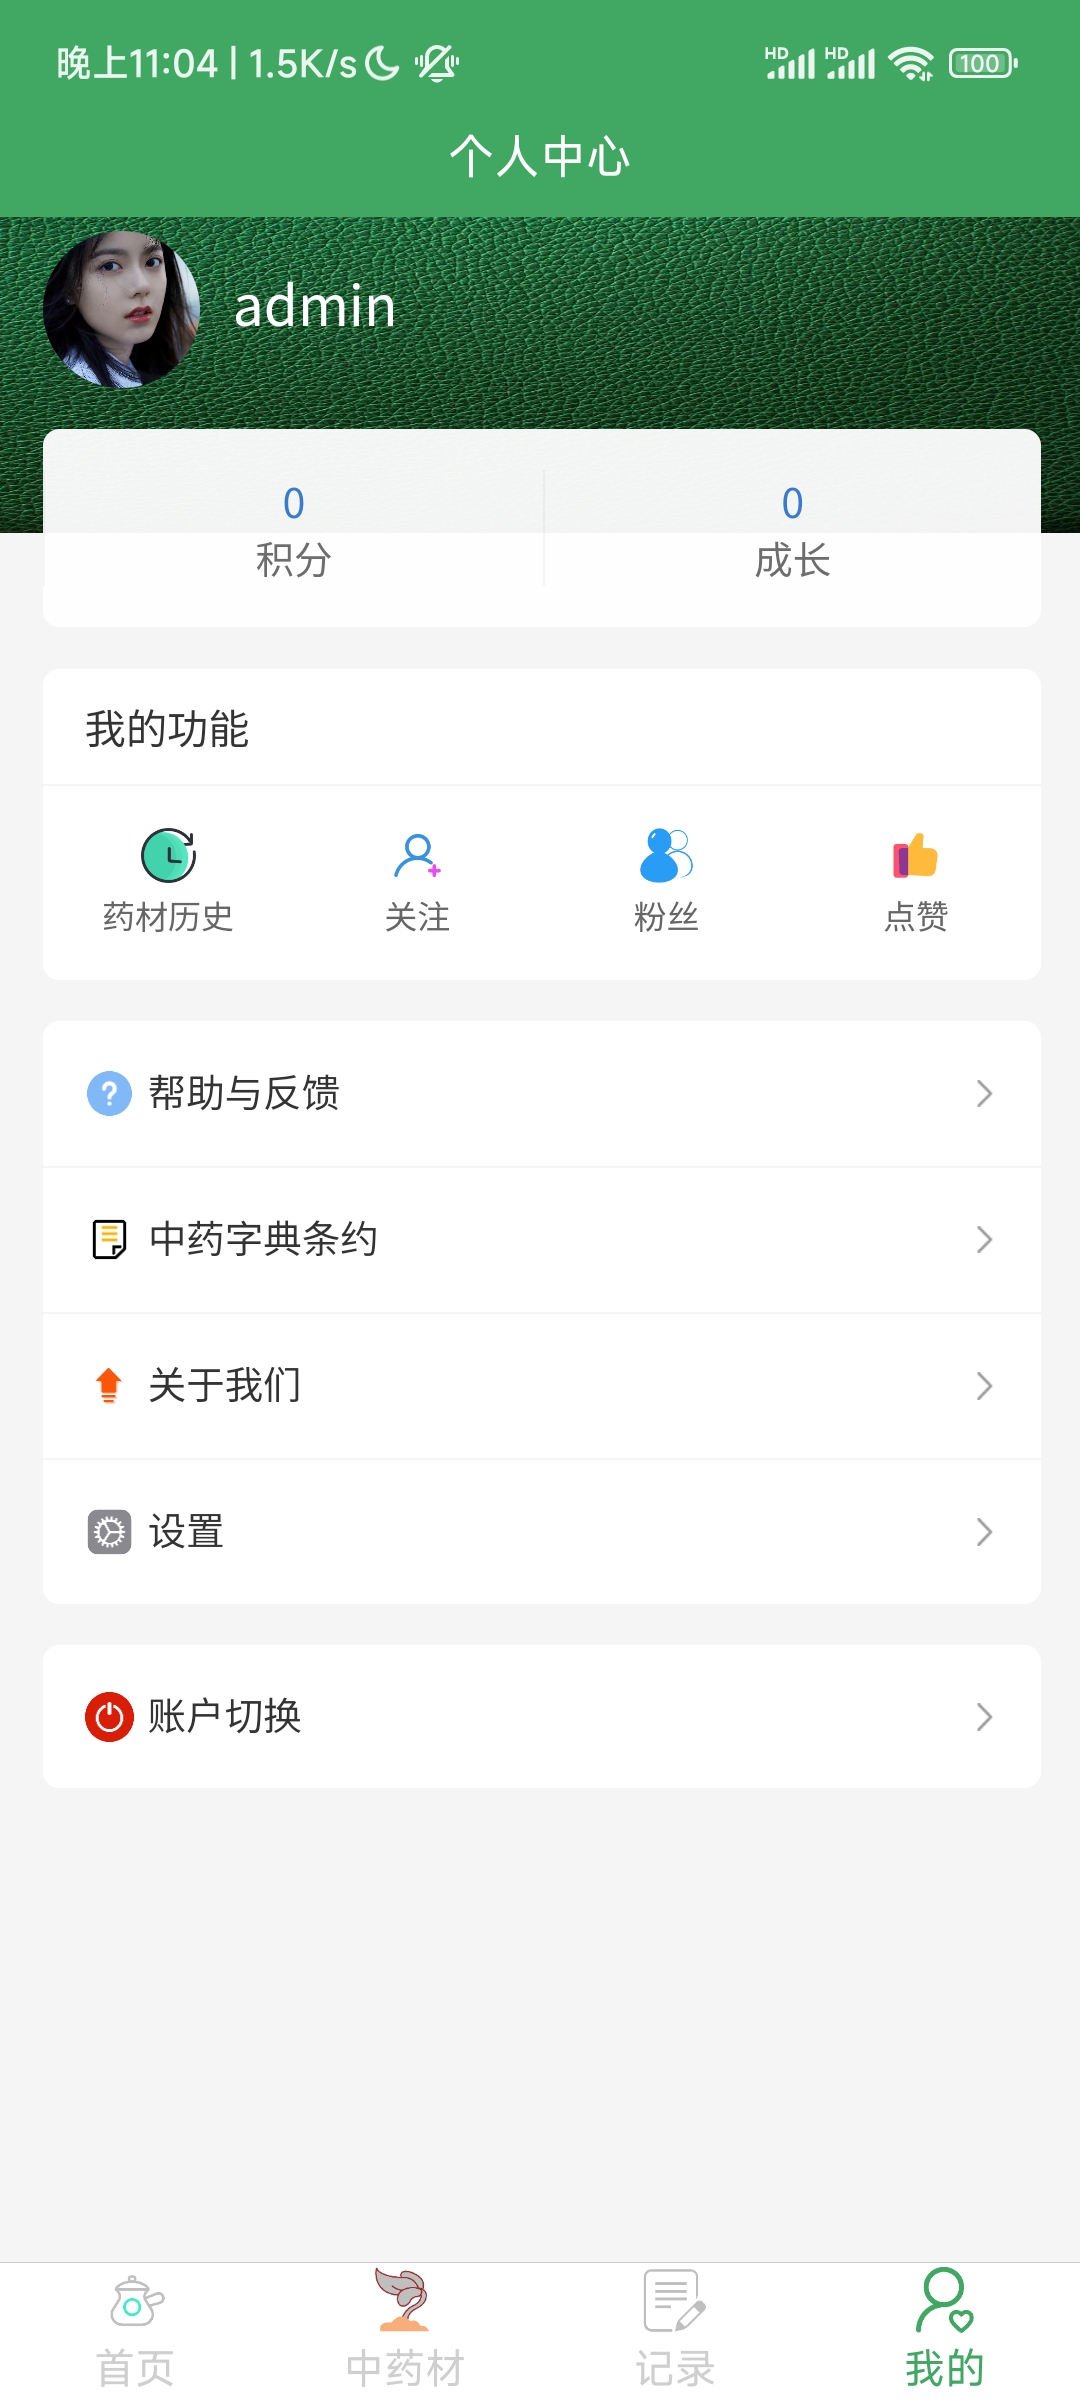 晚上11:04 | 1.5K/s HD HD 100
个人中心
admin
0 0
积分 成长
我的功能
药材历史 关注 粉丝 点赞
帮助与反馈
中药字典条约
关于我们
设置
账户切换
首页 中药材 记录 我的